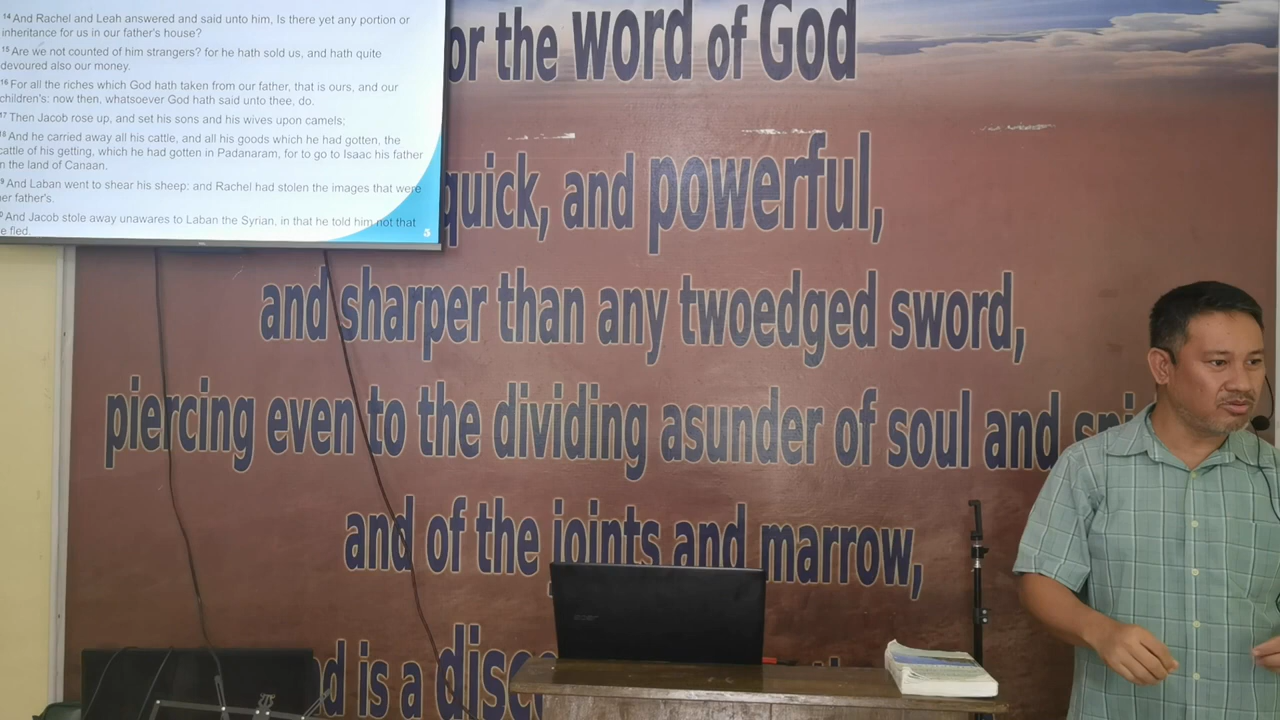 14 And Rachel and Leah answered and said unto him, Is there yet any portion or
inheritance for us in our father's house?
15 Are we not counted of him strangers? for he hath sold us, and hath quite
devoured also our money.
16 For all the riches which God hath taken from our father, that is ours, and our
children's: now then, whatsoever God hath said unto thee, do.
17 Then Jacob rose up, and set his sons and his wives upon camels;
18 And he carried away all his cattle, and all his goods which he had gotten, the
cattle of his getting, which he had gotten in Padanaram, for to go to Isaac his father
n the land of Canaan.
9 And Laban went to shear his sheep: and Rachel had stolen the images that were
er father's.
0 And Jacob stole away unawares to Laban the Syrian, in that he told him not that
e fled.
5
or the word of God
quick, and powerful,
and sharper than any twoedged sword,
piercing even to the dividing asunder of soul and spi
and of the joints and marrow,
d is a disce